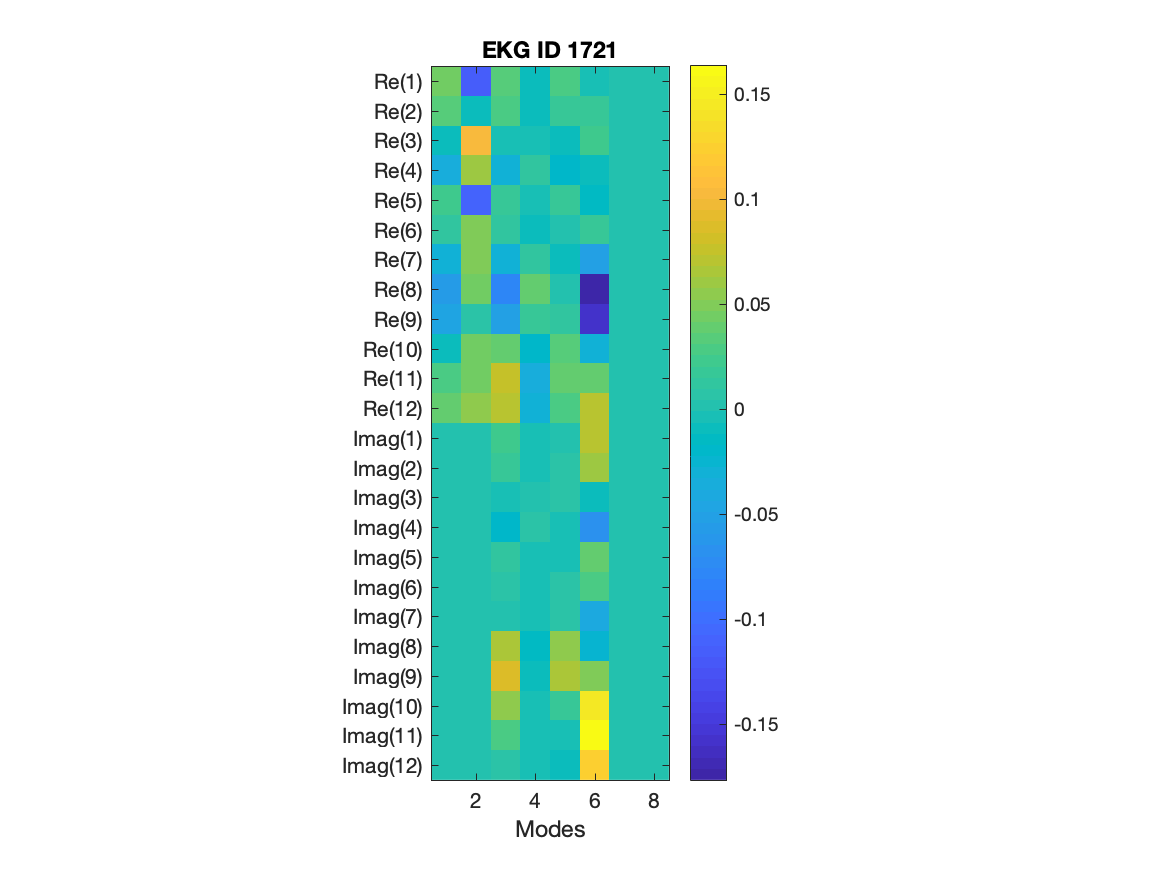 EKG ID 1721
Re(1)
Re(2)
Re(3)
Re(4)
Re(5)
Re(6)
Re(7)
Re(8)
Re(9)
Re(10)
Re(11)
Re(12)
Imag(1)
Imag(2)
Imag(3)
Imag(4)
Imag(5)
Imag(6)
Imag(7)
Imag(8)
Imag(9)
Imag(10)
Imag(11)
Imag(12)
2 4 6 8
Modes
0.15
0.1
0.05
0
-0.05
-0.1
-0.15